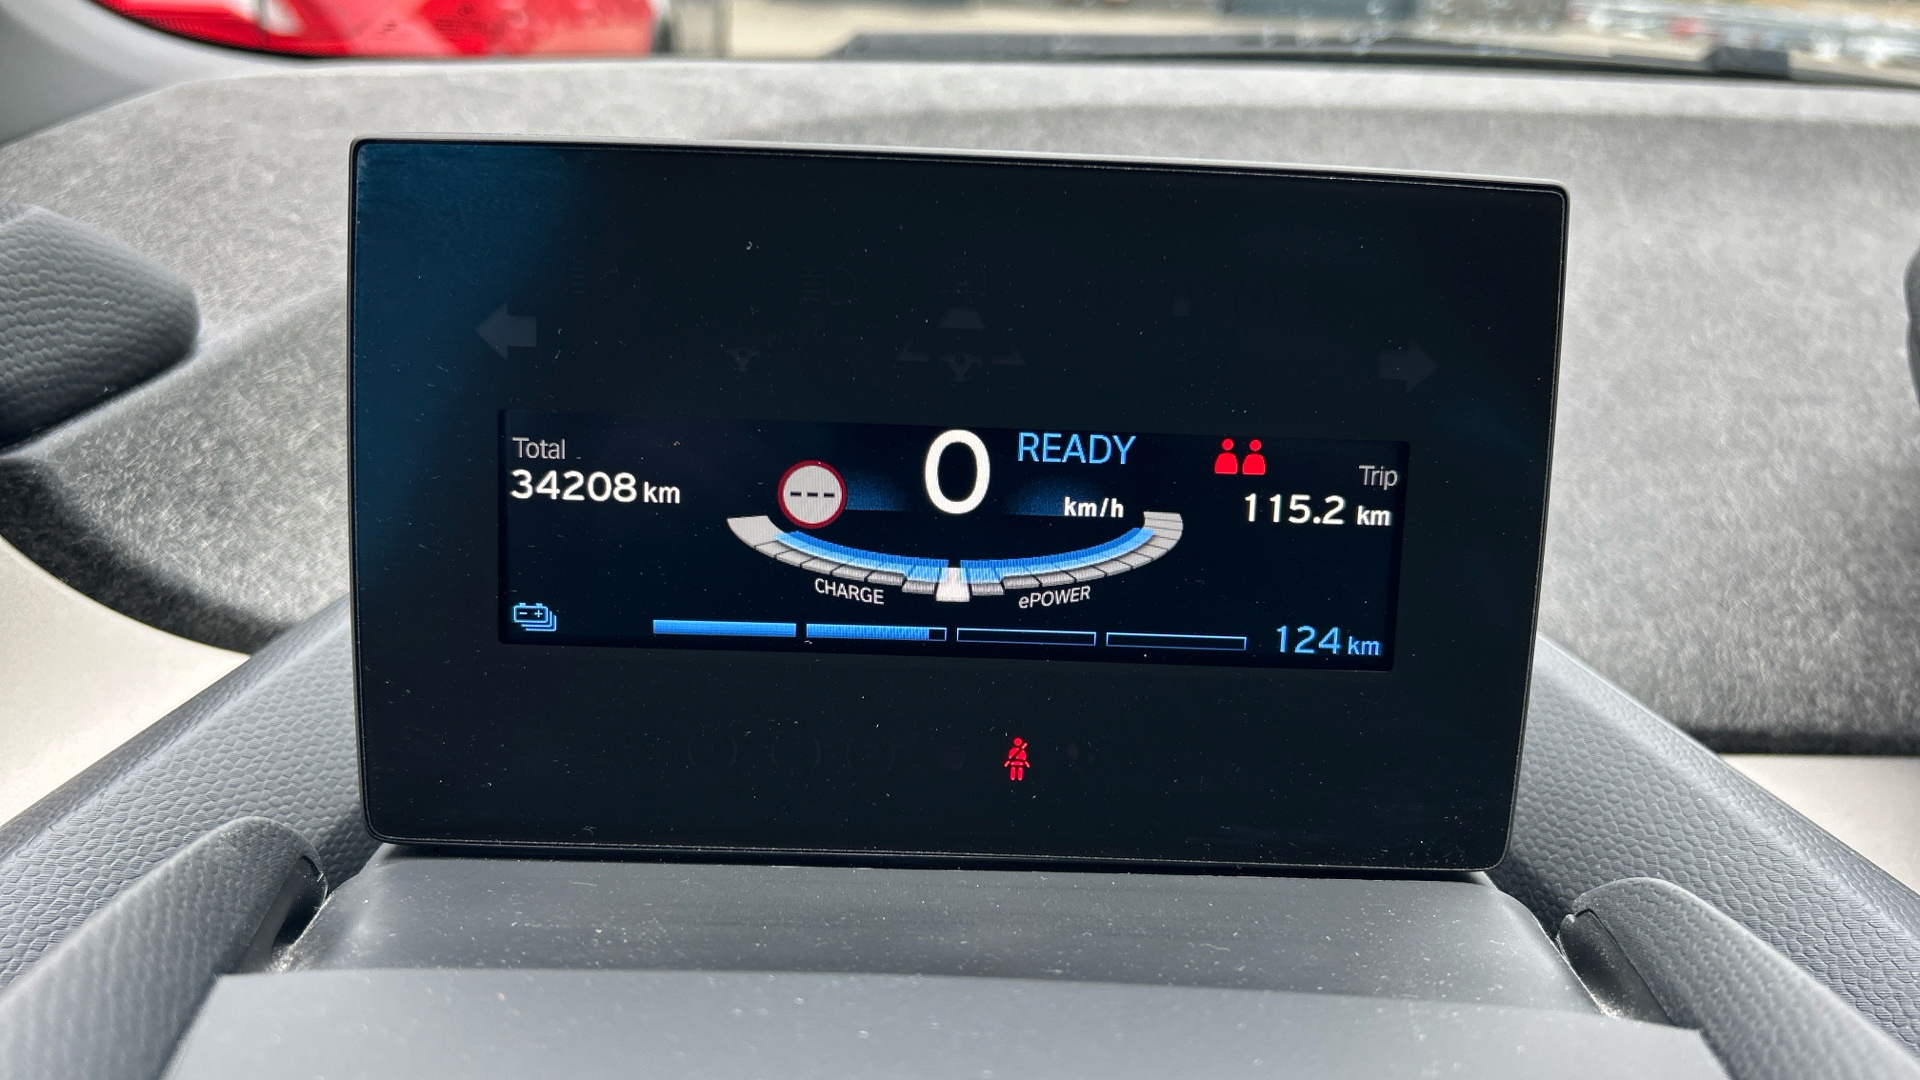 Total
34208 km
---
0
READY
km/h
Trip
115.2 km
CHARGE
ePOWER
124 km